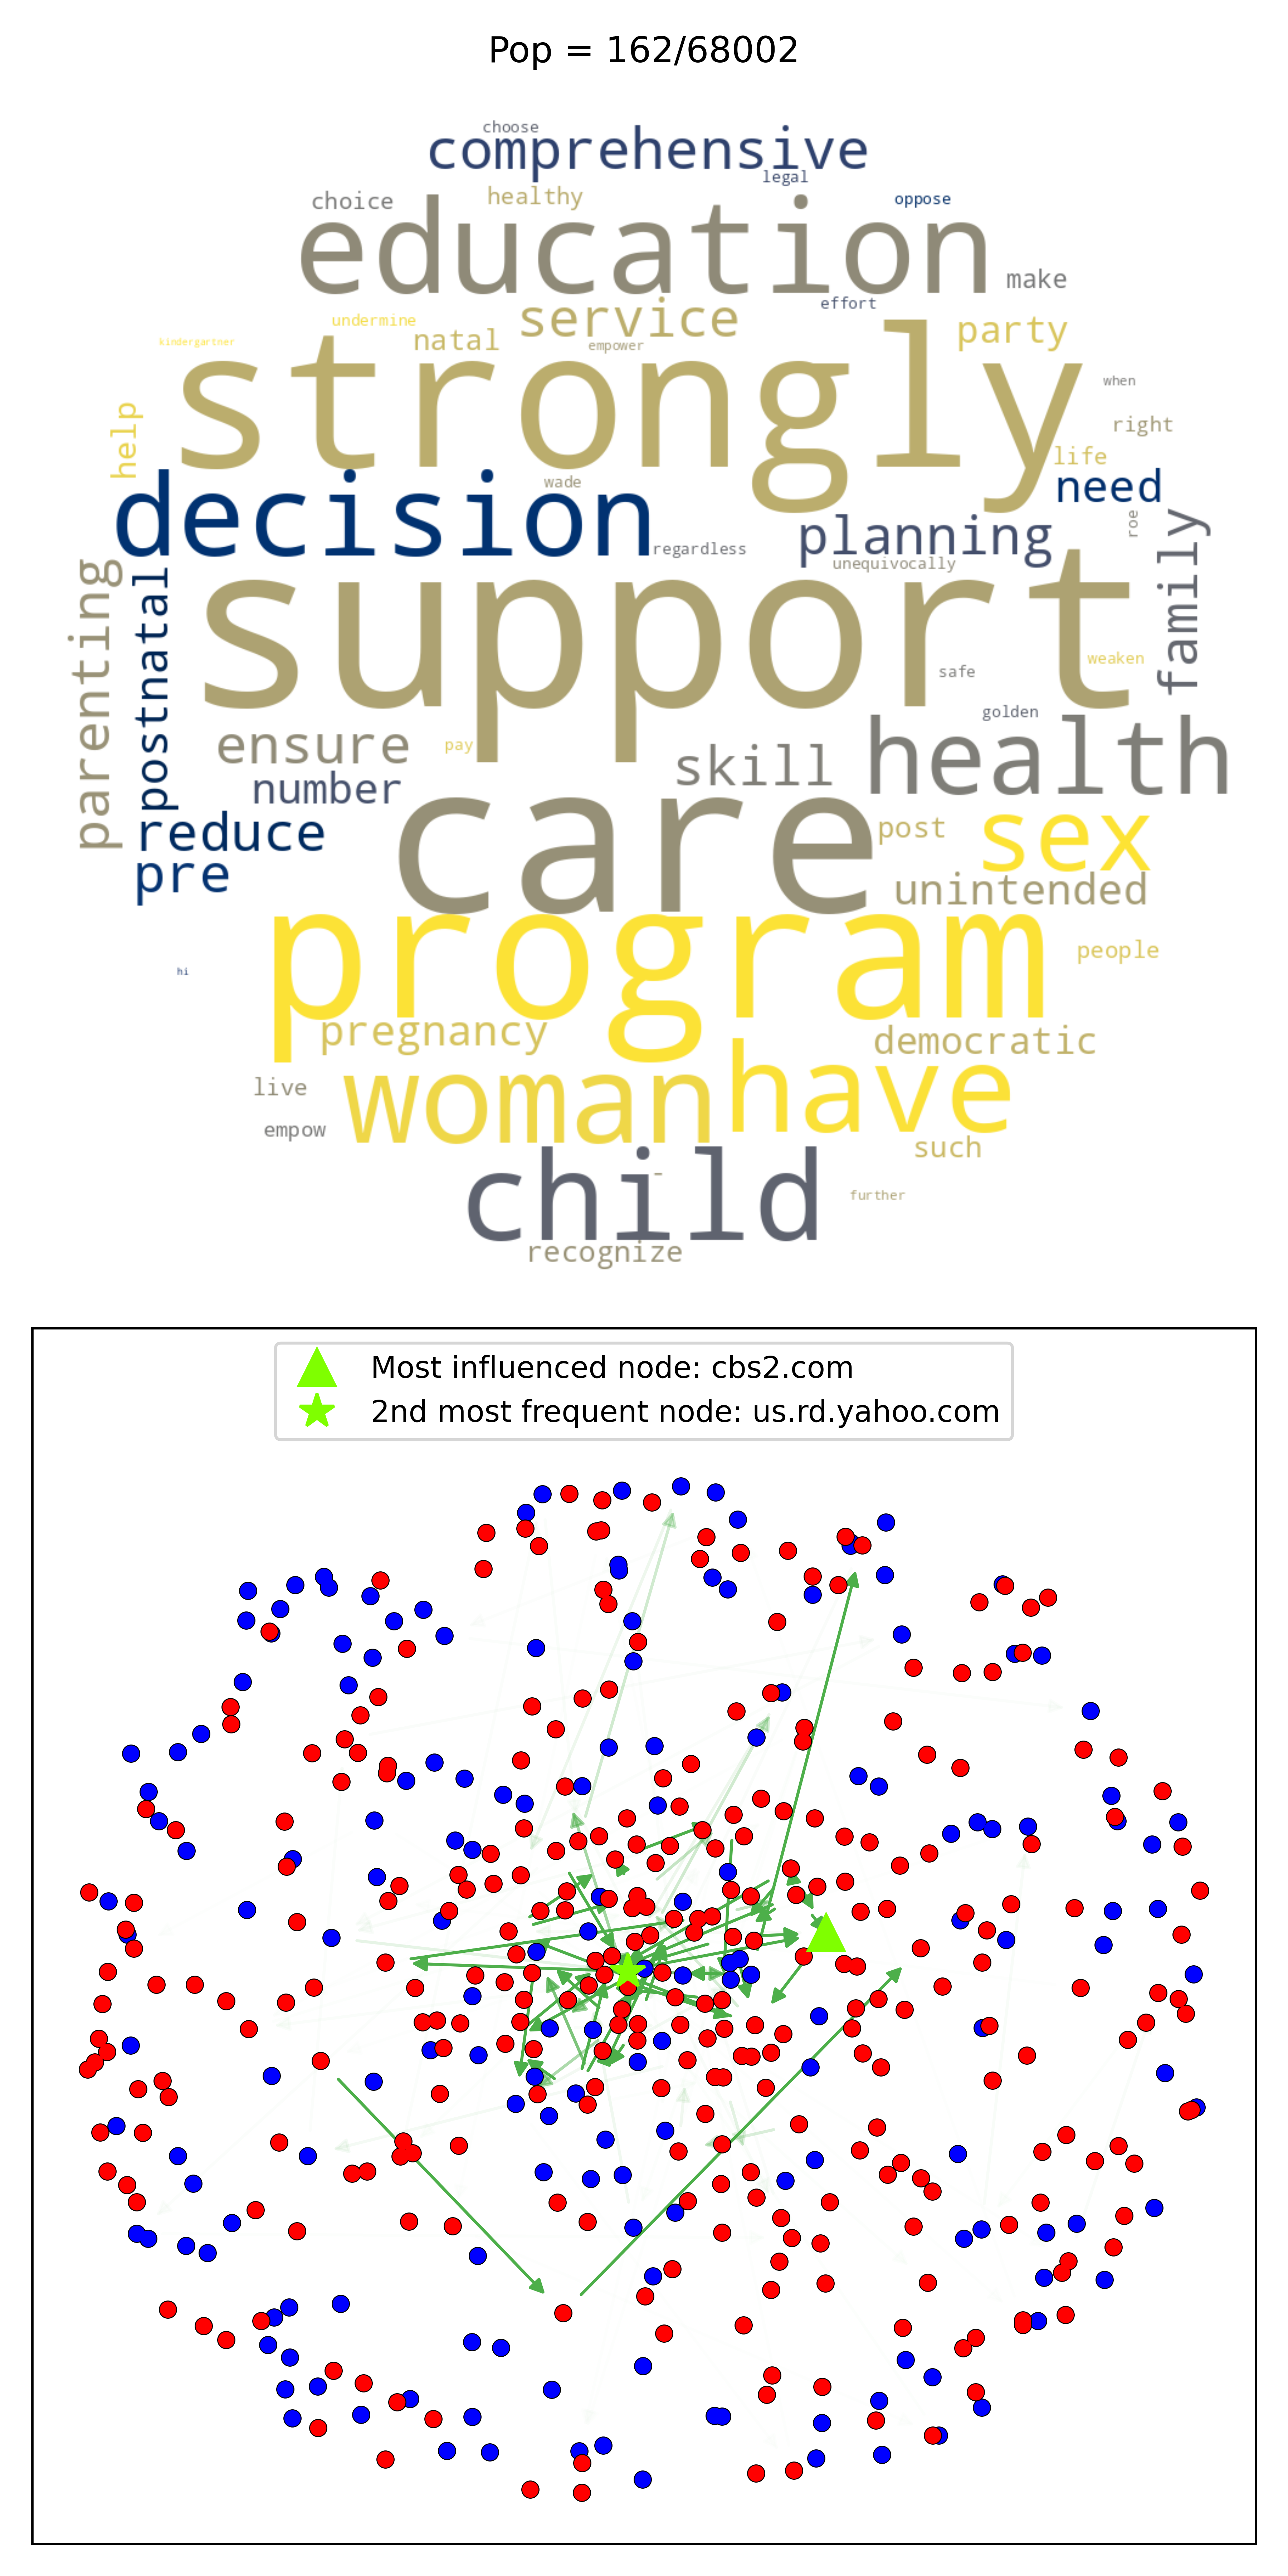 Pop = 162/68002
choose
comprehensive
legal
choice
healthy
oppose
education
make
effort
service
undermine
natal
party
kindergartner
empower
strongly
when
help
right
life
wade
need
decision
planning
roe
regardless
unequivocally
family
parenting
postnatal
support
safe
weaken
golden
ensure
pay
skill
health
number
care
post
sex
reduce
pre
unintended
program
people
hi
pregnancy
democratic
live
woman
have
empow
such
child
-
further
recognize
Most influenced node: cbs2.com
2nd most frequent node: us.rd.yahoo.com